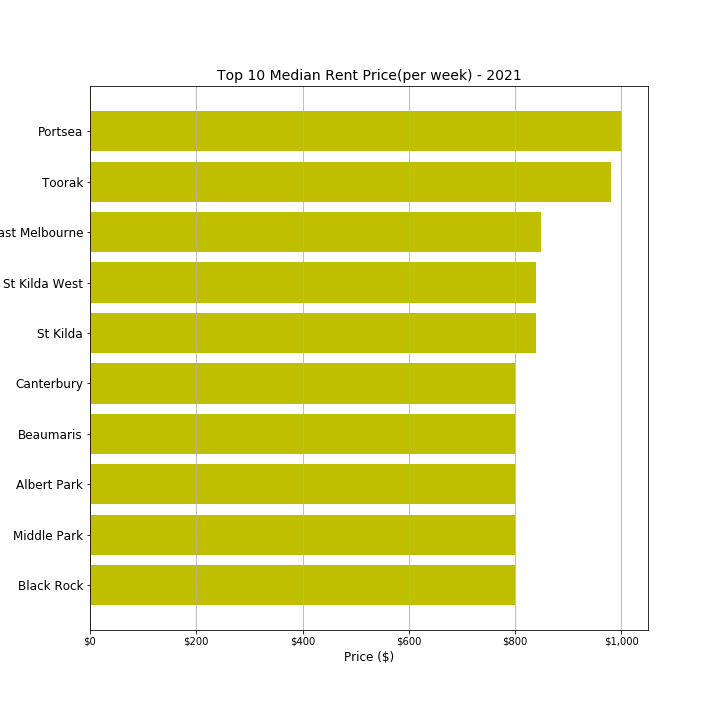 Top 10 Median Rent Price(per week) - 2021
Portsea
Toorak
ast Melbourne
St Kilda West
St Kilda
Canterbury
Beaumaris
Albert Park
Middle Park
Black Rock
$0 $200 $400 $600 $800 $1,000
Price ($)